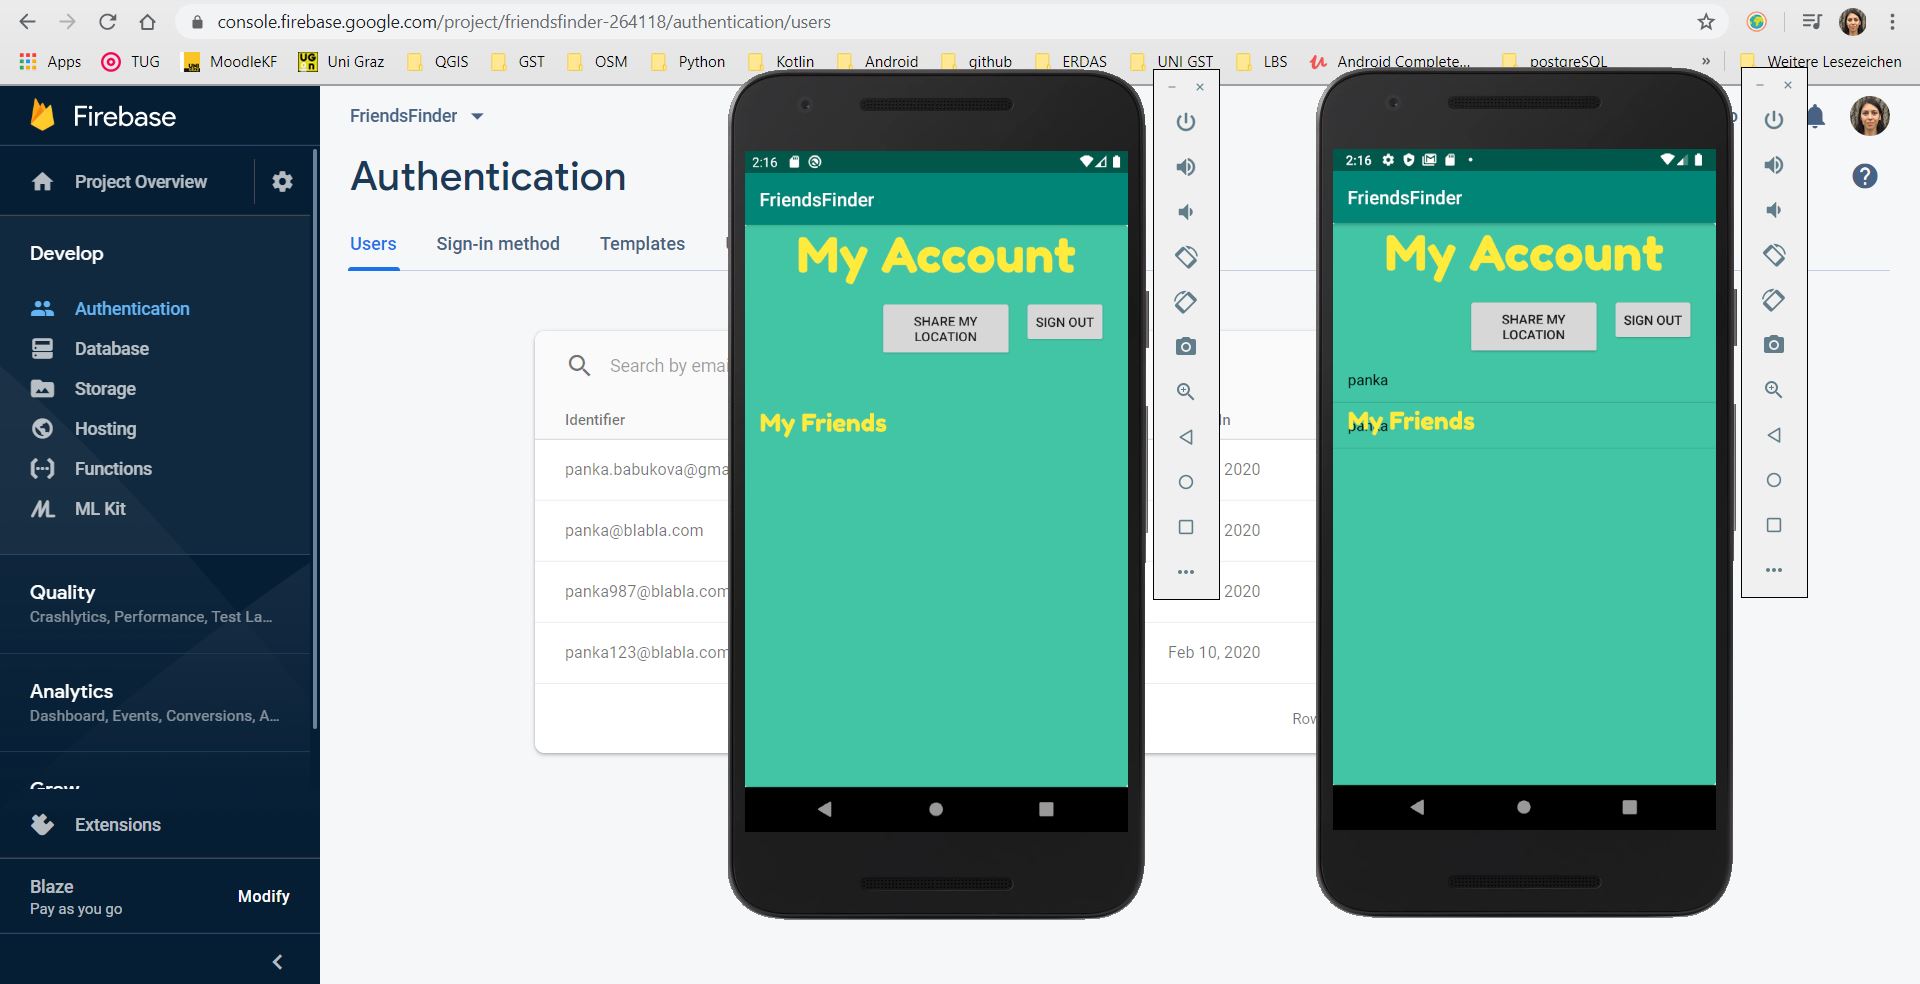 console.firebase.google.com/project/friendsfinder-264118/authentication/users
Apps TUG MoodleKF Uni Graz QGIS GST OSM Python Kotlin Android github ERDAS UNI GST LBS Android Complete... postgreSQL » Weitere Lesezeichen
Firebase
Project Overview
Develop
Authentication
Database
Storage
Hosting
Functions
ML Kit
Quality
Crashlytics, Performance, Test La...
Analytics
Dashboard, Events, Conversions, A...
Grow
Extensions
Blaze
Pay as you go
Modify
FriendsFinder
Authentication
Users Sign-in method Templates
Search by emai
Identifier
In
panka.babukova@gma
2020
panka@blabla.com
2020
panka987@blabla.com
2020
panka123@blabla.com
Feb 10, 2020
Row
2:16
FriendsFinder
My Account
SHARE MY
LOCATION
SIGN OUT
My Friends
2:16
FriendsFinder
My Account
SHARE MY
LOCATION
SIGN OUT
panka
My Friends
panka